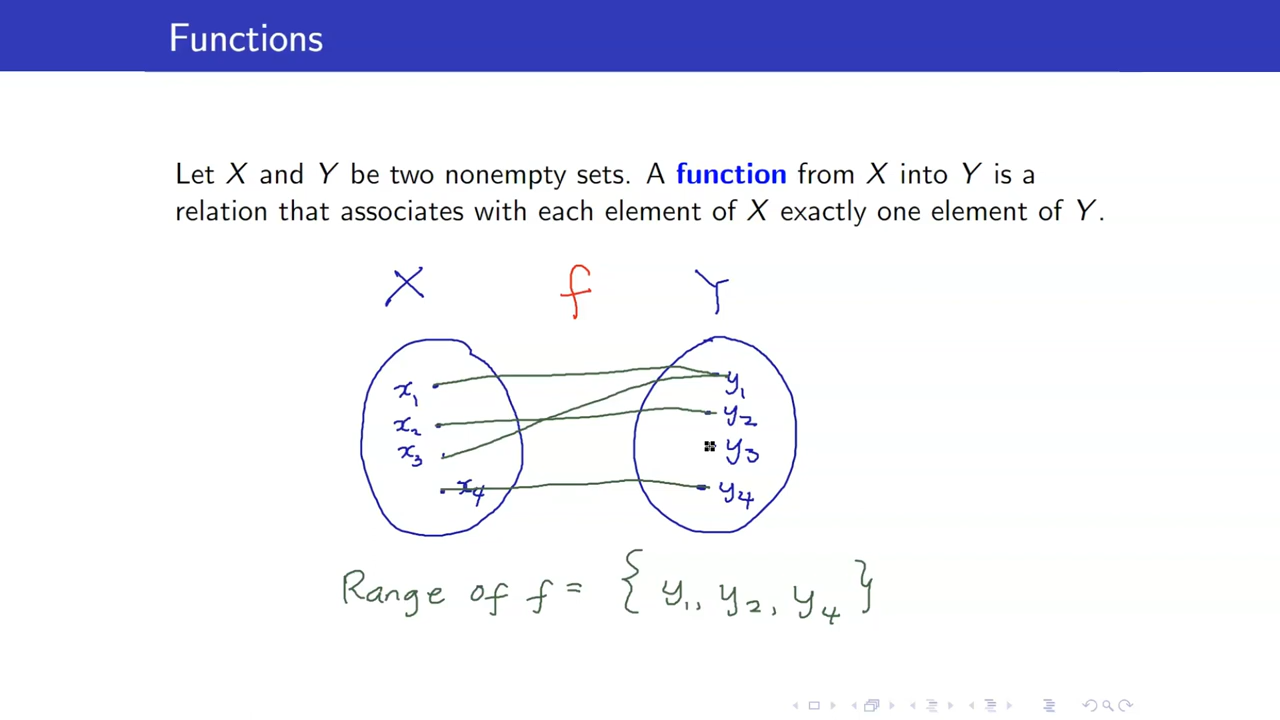 Functions
Let X and Y be two nonempty sets. A function from X into Y is a
relation that associates with each element of X exactly one element of Y.
X f Y
x₁ y₁
x₂ y₂
x₃ y₃
x₄ y₄
Range of f = { y₁, y₂, y₄ }